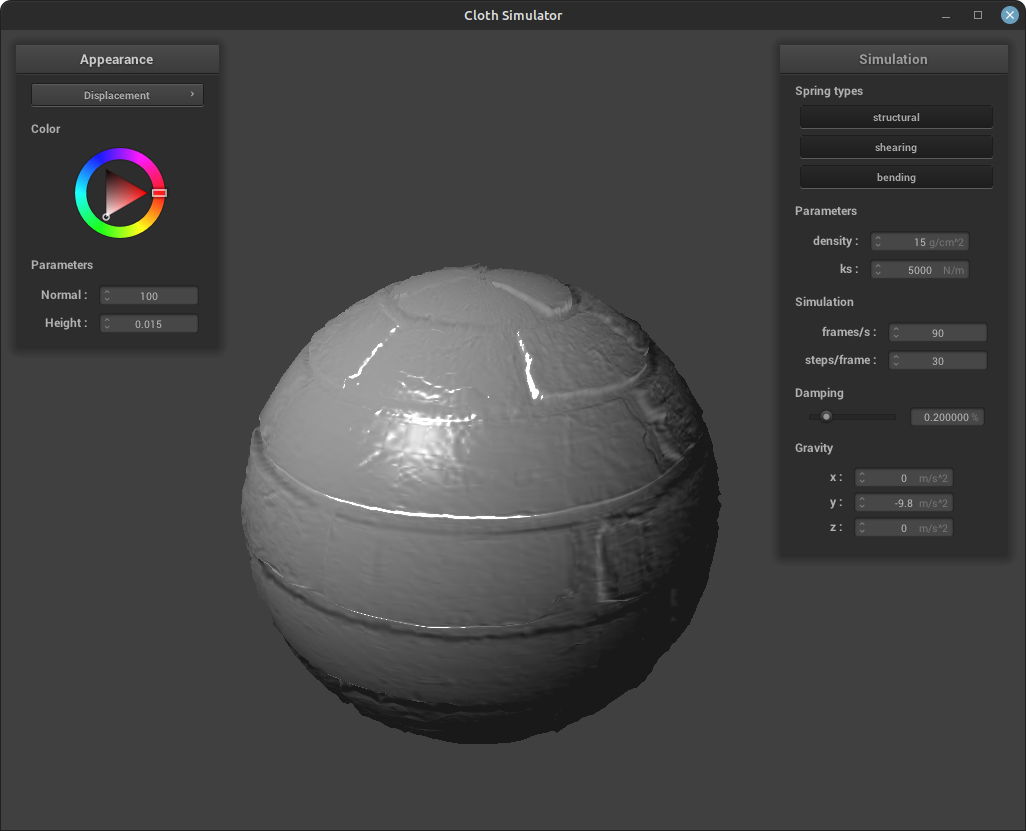 Cloth Simulator
Appearance
Displacement
Color
Parameters
Normal : 100
Height : 0.015
Simulation
Spring types
structural
shearing
bending
Parameters
density : 15 g/cm^2
ks : 5000 N/m
Simulation
frames/s : 90
steps/frame : 30
Damping
0.200000 %
Gravity
x : 0 m/s^2
y : -9.8 m/s^2
z : 0 m/s^2